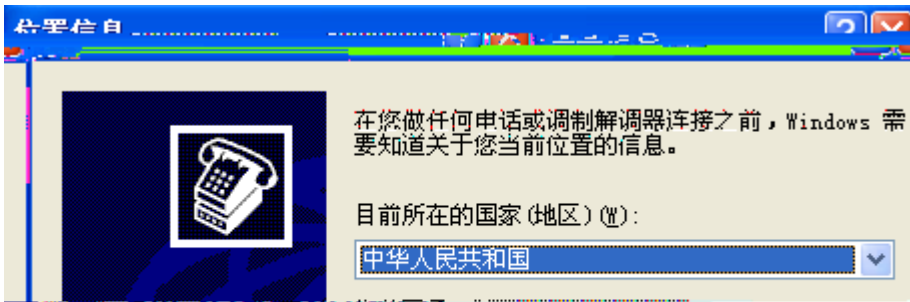 位置信息
在您做任何电话或调制解调器连接之前，Windows 需
要知道关于您当前位置的信息。
目前所在的国家(地区)(W):
中华人民共和国